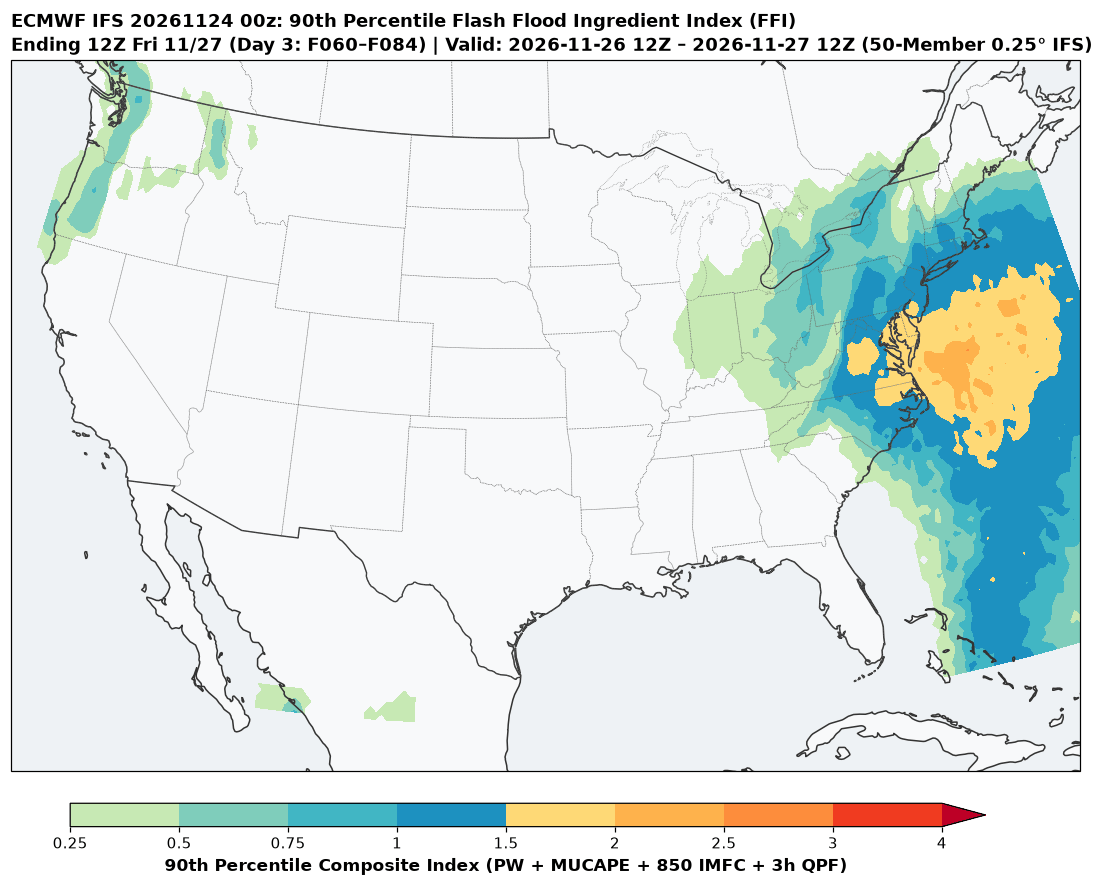 ECMWF IFS 20261124 00z: 90th Percentile Flash Flood Ingredient Index (FFI)
Ending 12Z Fri 11/27 (Day 3: F060–F084) | Valid: 2026-11-26 12Z – 2026-11-27 12Z (50-Member 0.25° IFS)
0.25 0.5 0.75 1 1.5 2 2.5 3 4
90th Percentile Composite Index (PW + MUCAPE + 850 IMFC + 3h QPF)